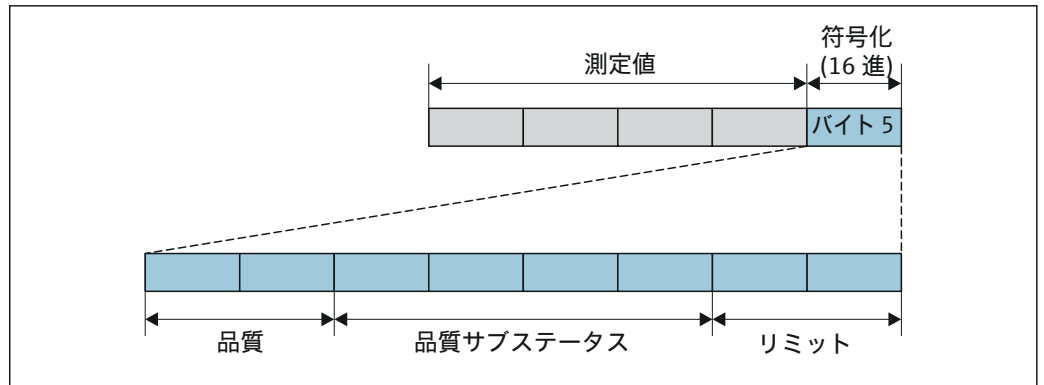 符号化
測定値
(16 進)
バイト 5
品質
品質サブステータス
リミット